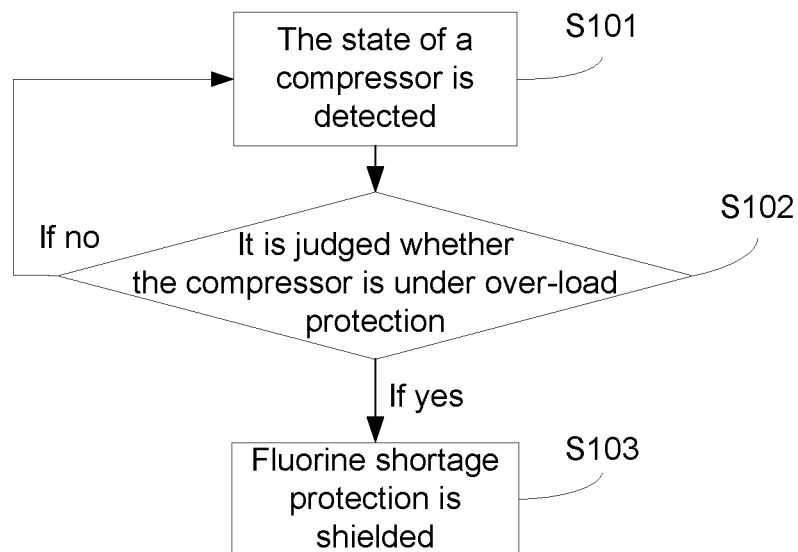 The state of a
compressor is
detected
S101
If no
It is judged whether
the compressor is under over-load
protection
S102
If yes
Fluorine shortage
protection is
shielded
S103